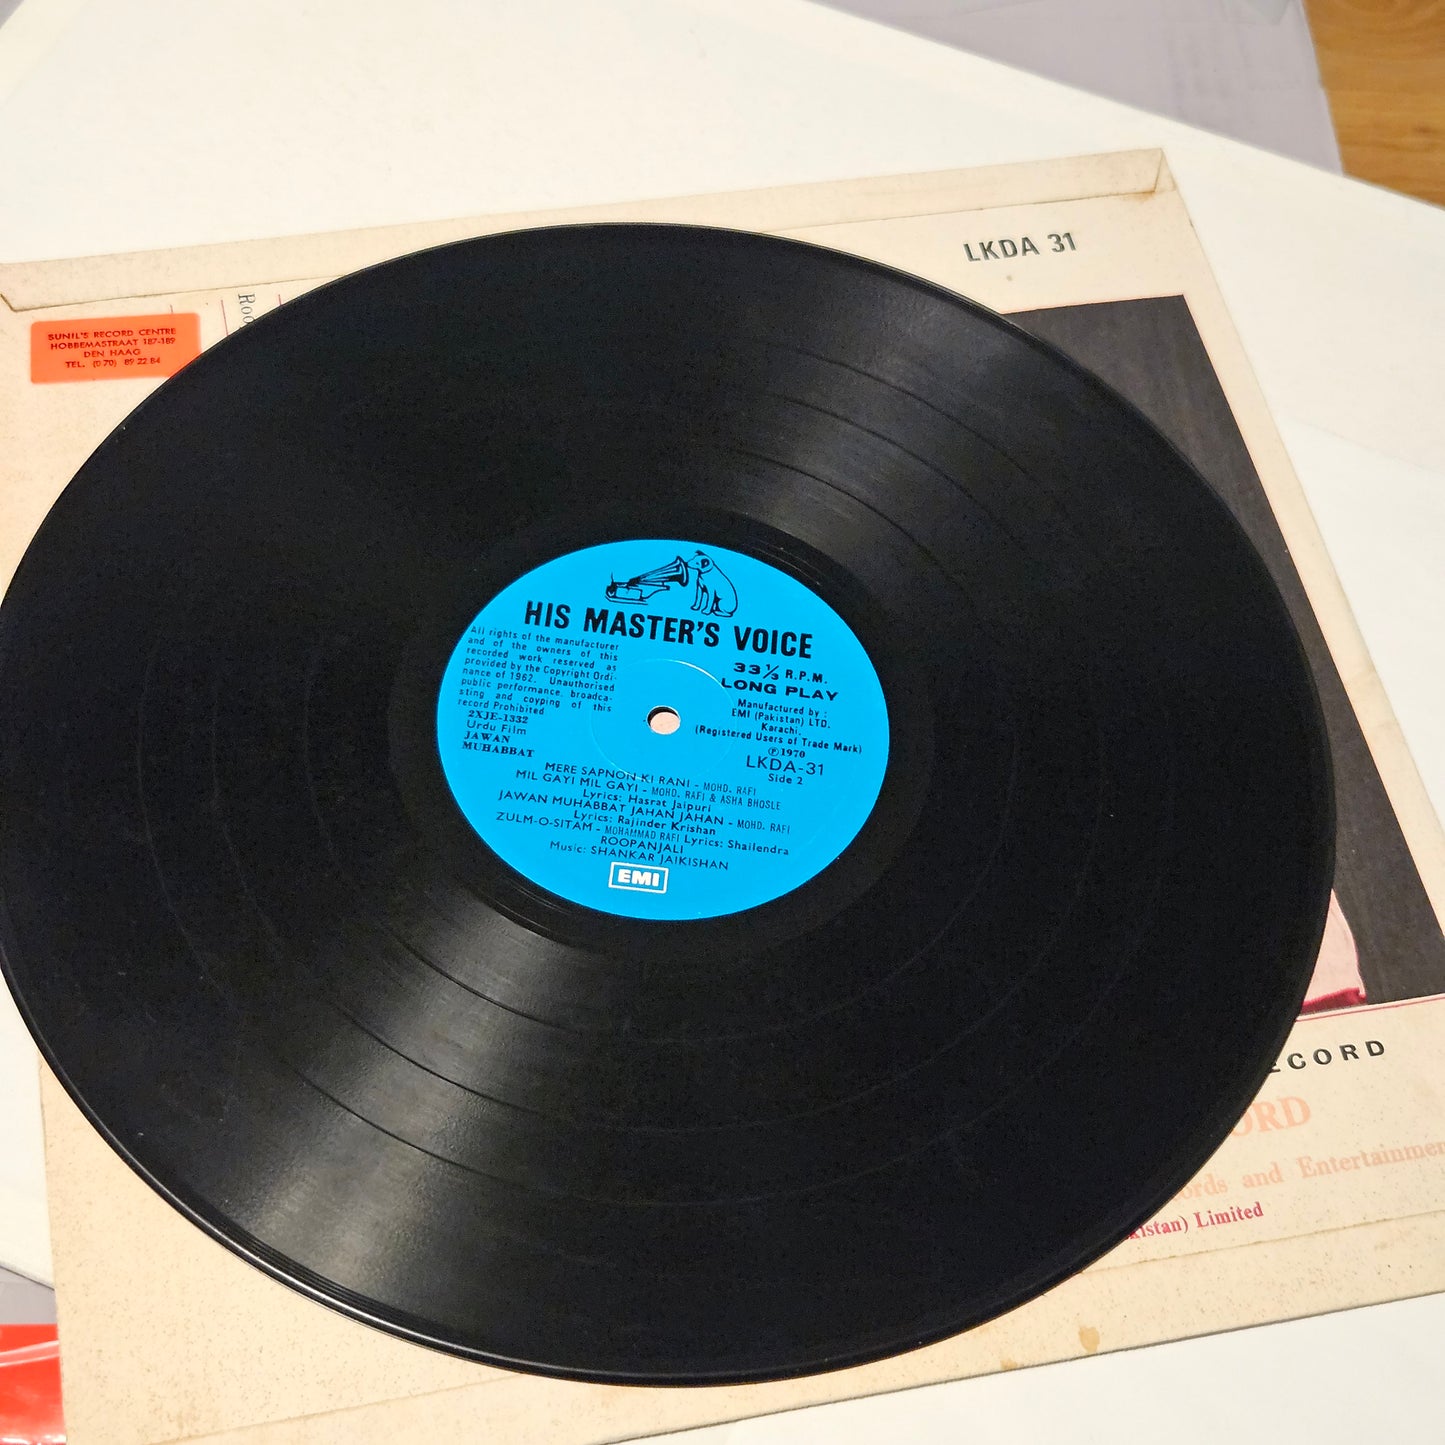 LKDA 31
Roo
SUNIL'S RECORD CENTRE
HOBBEMASTRAAT 187-189
DEN HAAG
TEL. (0 70) 89 22 84
HIS MASTER'S VOICE
All rights of the manufacturer
and of the owners of this
recorded work reserved as
provided by the Copyright Ordi-
nance of 1962. Unauthorised
public performance, broadca-
sting and coyping of this
record Prohibited
2XJE-1332
Urdu Film
JAWAN
MUHABBAT
33⅓ R.P.M.
LONG PLAY
Manufactured by :
EMI (Pakistan) LTD.
Karachi.
(Registered Users of Trade Mark)
℗1970
LKDA-31
Side 2
MERE SAPNON KI RANI - MOHD. RAFI
MIL GAYI MIL GAYI - MOHD. RAFI & ASHA BHOSLE
Lyrics: Hasrat Jaipuri
JAWAN MUHABBAT JAHAN JAHAN - MOHD. RAFI
Lyrics: Rajinder Krishan
ZULM-O-SITAM - MOHAMMAD RAFI Lyrics: Shailendra
ROOPANJALI
Music: SHANKAR JAIKISHAN
EMI
ECORD
ORD
ords and Entertainmen
kistan) Limited